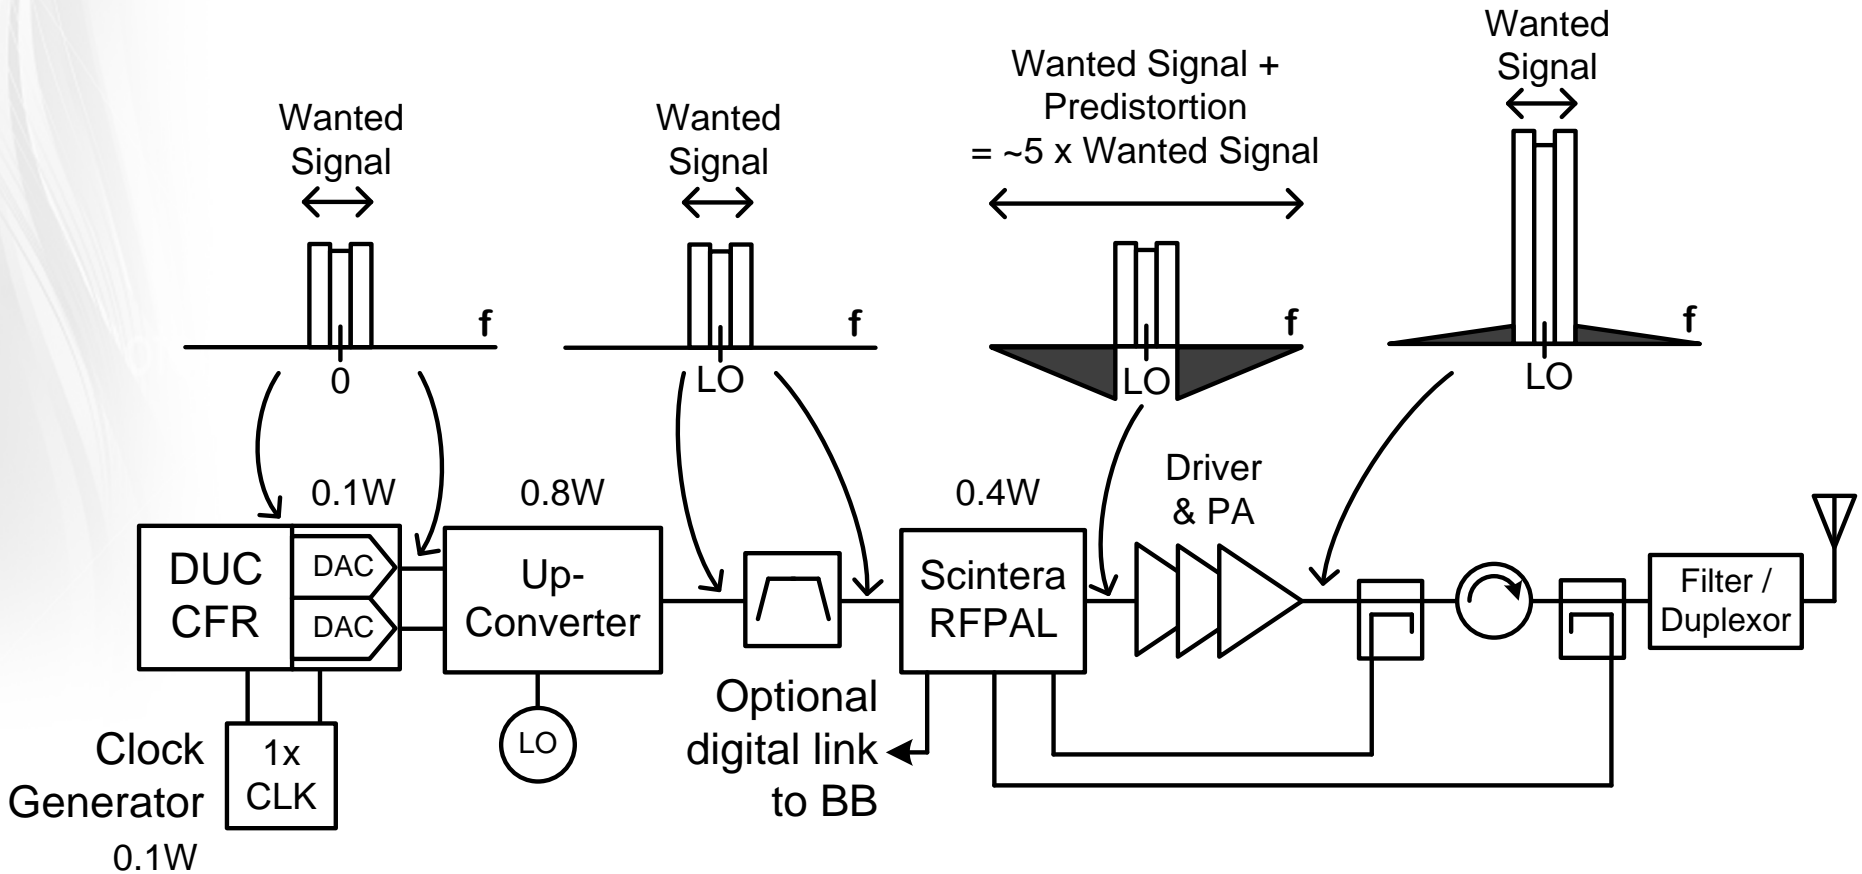 Wanted
Signal
Wanted
Signal
Wanted Signal +
Predistortion
= ~5 x Wanted Signal
Wanted
Signal
f
0
f
LO
f
LO
f
LO
0.1W
0.8W
0.4W
Driver
& PA
DUC
CFR
DAC
DAC
Up-
Converter
Scintera
RFPAL
Filter /
Duplexor
LO
Optional
digital link
to BB
Clock
Generator
0.1W
1x
CLK